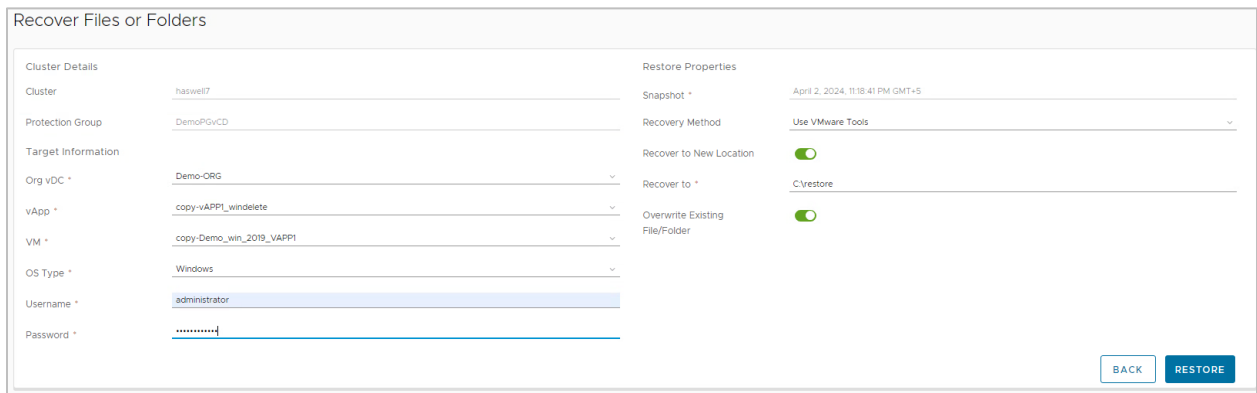 Recover Files or Folders
Cluster Details
Cluster
haswell7
Protection Group
DemoPGvCD
Target Information
Org vDC *
Demo-ORG
vApp *
copy-vAPP1_windelete
VM *
copy-Demo_win_2019_VAPP1
OS Type *
Windows
Username *
administrator
Password *
••••••••••••
Restore Properties
Snapshot *
April 2, 2024, 11:18:41 PM GMT+5
Recovery Method
Use VMware Tools
Recover to New Location
Recover to *
C:\restore
Overwrite Existing
File/Folder
BACK
RESTORE